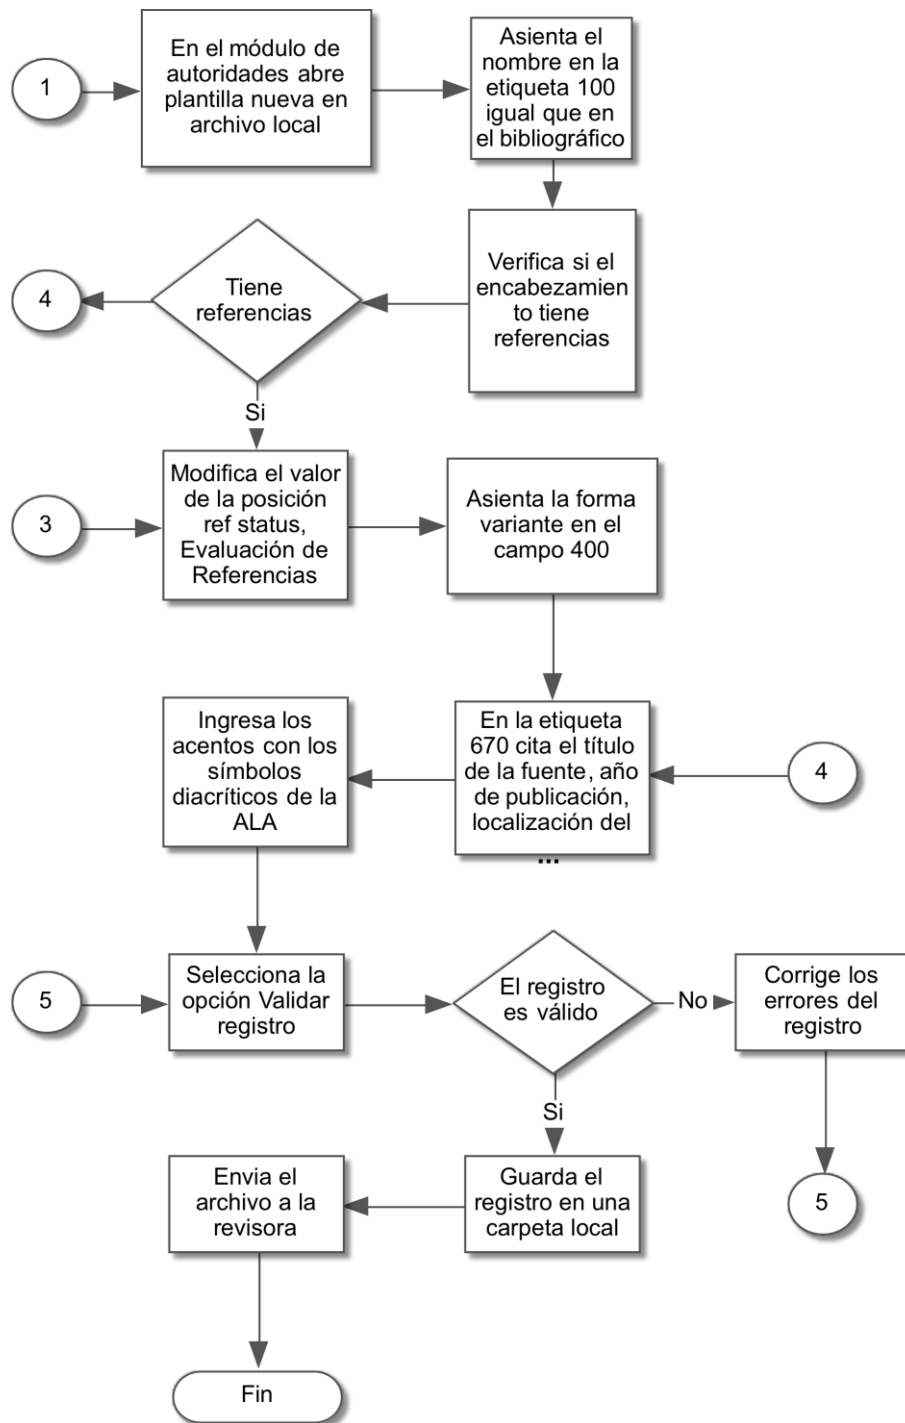 1
En el módulo de
autoridades abre
plantilla nueva en
archivo local
Asienta el
nombre en la
etiqueta 100
igual que en
el bibliográfico
4
Tiene
referencias
Verifica si el
encabezamien
to tiene
referencias
Si
3
Modifica el valor
de la posición
ref status,
Evaluación de
Referencias
Asienta la forma
variante en el
campo 400
Ingresa los
acentos con los
símbolos
diacríticos de la
ALA
En la etiqueta
670 cita el título
de la fuente, año
de publicación,
localización del
...
4
5
Selecciona la
opción Validar
registro
El registro
es válido
No
Corrige los
errores del
registro
Si
Envia el
archivo a la
revisora
Guarda el
registro en una
carpeta local
5
Fin